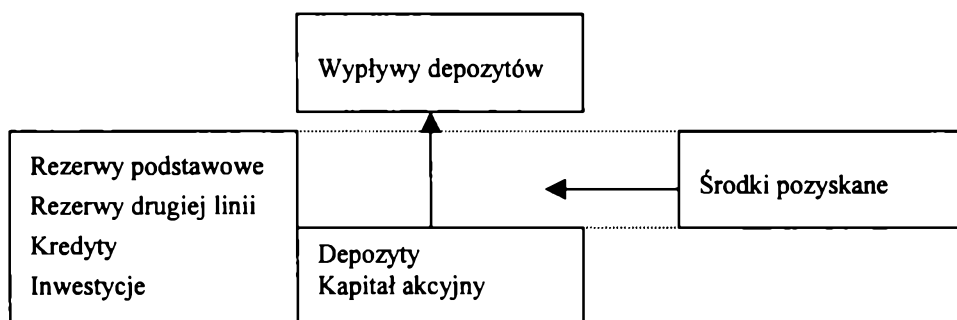 Wypływy depozytów
Rezerwy podstawowe
Rezerwy drugiej linii
Kredyty
Inwestycje
Depozyty
Kapitał akcyjny
Środki pozyskane